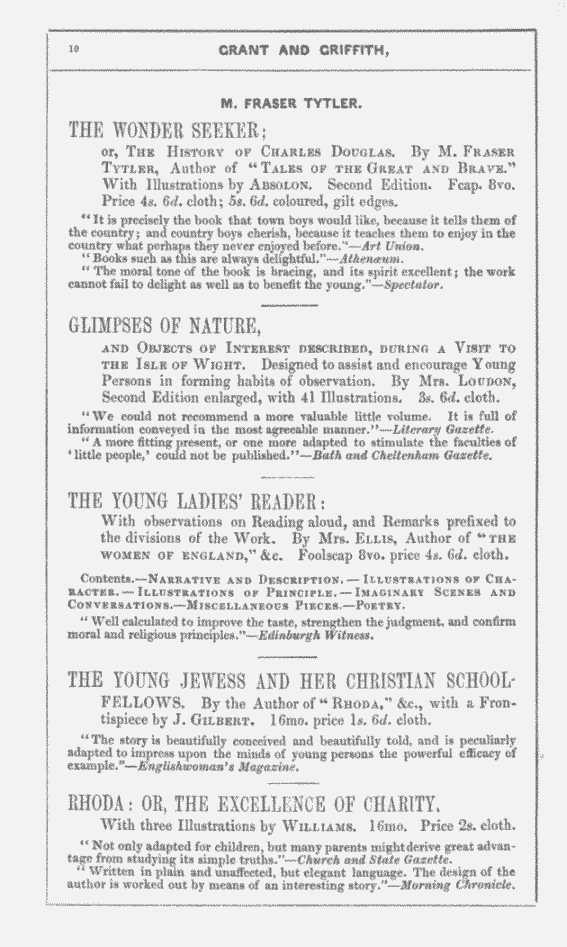 10
GRANT AND GRIFFITH,
M. FRASER TYTLER.
THE WONDER SEEKER;
or, THE HISTORY OF CHARLES DOUGLAS. By M. FRASER
TYTLER, Author of "TALES OF THE GREAT AND BRAVE."
With Illustrations by ABSOLON. Second Edition. Fcap. 8vo.
Price 4s. 6d. cloth; 5s. 6d. coloured, gilt edges.
"It is precisely the book that town boys would like, because it tells them of
the country; and country boys cherish, because it teaches them to enjoy in the
country what perhaps they never enjoyed before."—Art Union.
"Books such as this are always delightful."—Athenæum.
"The moral tone of the book is bracing, and its spirit excellent; the work
cannot fail to delight as well as to benefit the young."—Spectator.
GLIMPSES OF NATURE,
AND OBJECTS OF INTEREST DESCRIBED, DURING A VISIT TO
THE ISLE OF WIGHT. Designed to assist and encourage Young
Persons in forming habits of observation. By Mrs. LOUDON,
Second Edition enlarged, with 41 Illustrations. 3s. 6d. cloth.
"We could not recommend a more valuable little volume. It is full of
information conveyed in the most agreeable manner."—Literary Gazette.
"A more fitting present, or one more adapted to stimulate the faculties of
'little people,' could not be published."—Bath and Cheltenham Gazette.
THE YOUNG LADIES' READER:
With observations on Reading aloud, and Remarks prefixed to
the divisions of the Work. By Mrs. ELLIS, Author of "THE
WOMEN OF ENGLAND," &c. Foolscap 8vo. price 4s. 6d. cloth.
Contents.—NARRATIVE AND DESCRIPTION.—ILLUSTRATIONS OF CHA-
RACTER.—ILLUSTRATIONS OF PRINCIPLE.—IMAGINARY SCENES AND
CONVERSATIONS.—MISCELLANEOUS PIECES.—POETRY.
"Well calculated to improve the taste, strengthen the judgment, and confirm
moral and religious principles."—Edinburgh Witness.
THE YOUNG JEWESS AND HER CHRISTIAN SCHOOL-
FELLOWS. By the Author of "RHODA," &c., with a Fron-
tispiece by J. GILBERT. 16mo. price 1s. 6d. cloth.
"The story is beautifully conceived and beautifully told, and is peculiarly
adapted to impress upon the minds of young persons the powerful efficacy of
example."—Englishwoman's Magazine.
RHODA: OR, THE EXCELLENCE OF CHARITY.
With three Illustrations by WILLIAMS. 16mo. Price 2s. cloth.
"Not only adapted for children, but many parents might derive great advan-
tage from studying its simple truths."—Church and State Gazette.
"Written in plain and unaffected, but elegant language. The design of the
author is worked out by means of an interesting story."—Morning Chronicle.